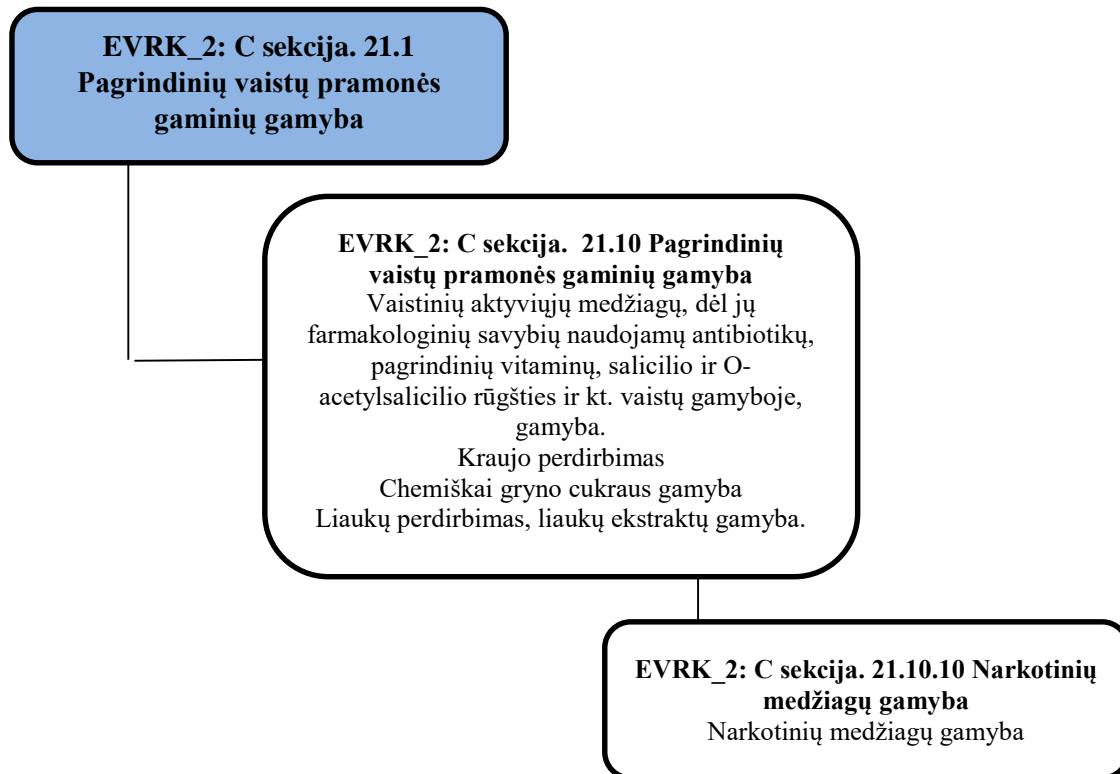 EVRK_2: C sekcija. 21.1
Pagrindinių vaistų pramonės
gaminių gamyba
EVRK_2: C sekcija. 21.10 Pagrindinių
vaistų pramonės gaminių gamyba
Vaistinių aktyviųjų medžiagų, dėl jų
farmakologinių savybių naudojamų antibiotikų,
pagrindinių vitaminų, salicilio ir O-
acetylsalicilio rūgšties ir kt. vaistų gamyboje,
gamyba.
Kraujo perdirbimas
Chemiškai gryno cukraus gamyba
Liaukų perdirbimas, liaukų ekstraktų gamyba.
EVRK_2: C sekcija. 21.10.10 Narkotinių
medžiagų gamyba
Narkotinių medžiagų gamyba